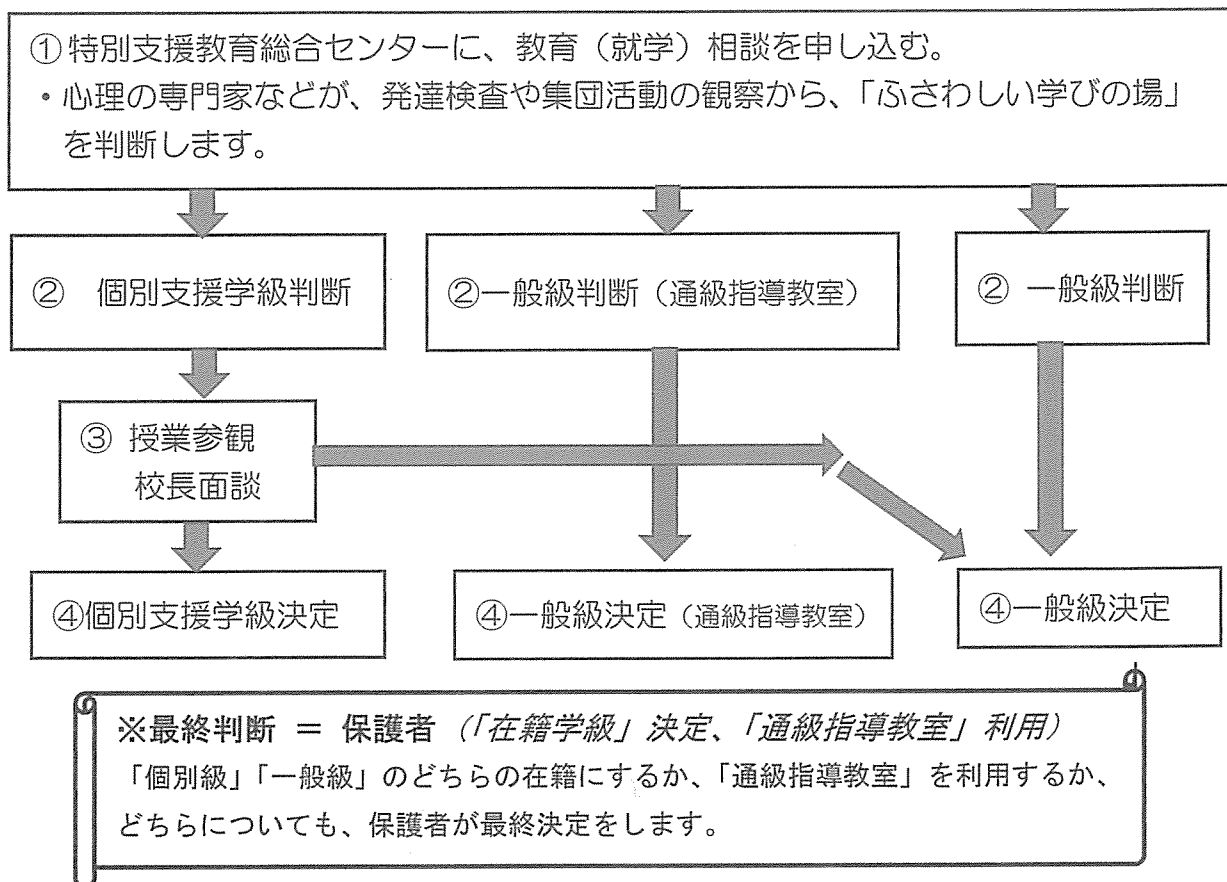 ①特別支援教育総合センターに、教育（就学）相談を申し込む。
・心理の専門家などが、発達検査や集団活動の観察から、「ふさわしい学びの場」
を判断します。
② 個別支援学級判断
②一般級判断（通級指導教室）
② 一般級判断
③ 授業参観
校長面談
④個別支援学級決定
④一般級決定（通級指導教室）
④一般級決定
※最終判断 ＝ 保護者（「在籍学級」決定、「通級指導教室」利用）
「個別級」「一般級」のどちらの在籍にするか、「通級指導教室」を利用するか、
どちらについても、保護者が最終決定をします。